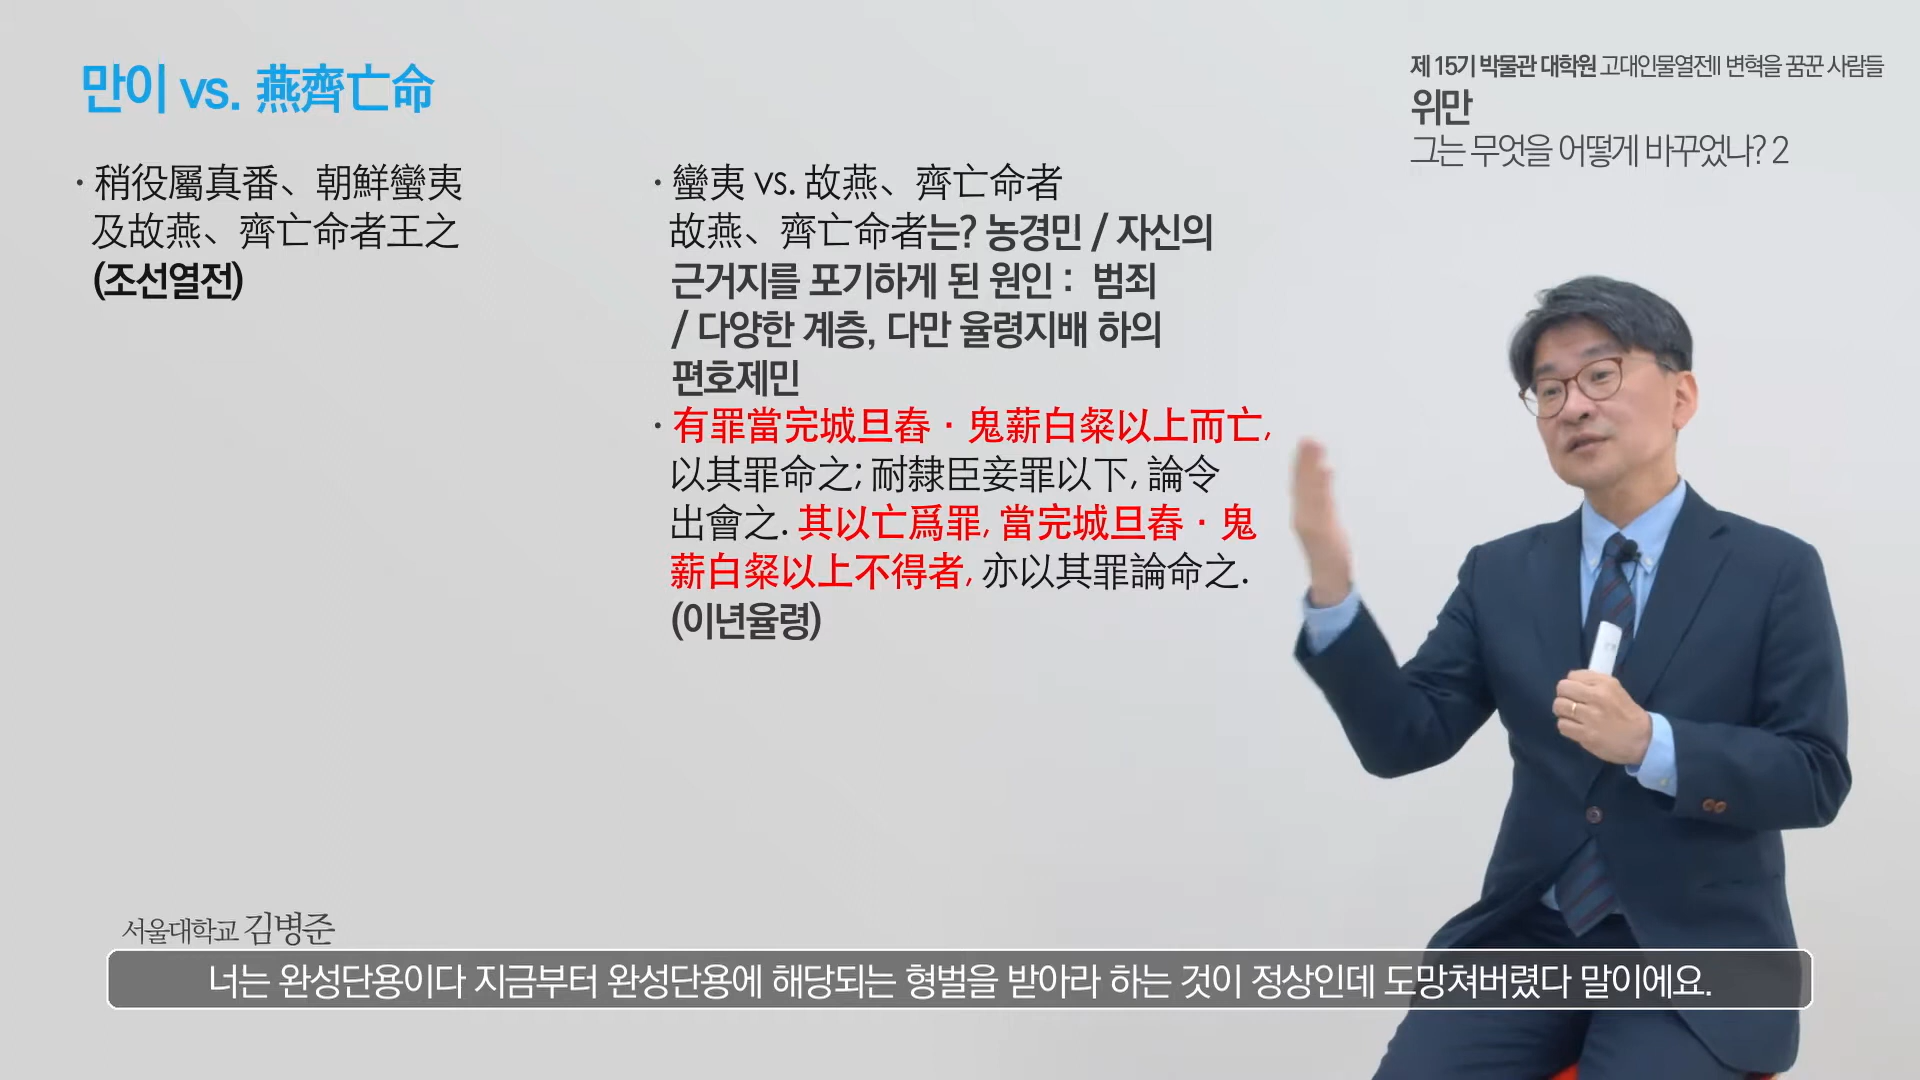 만이 vs. 燕齊亡命
제 15기 박물관 대학원 고대인물열전II 변혁을 꿈꾼 사람들
위만
그는 무엇을 어떻게 바꾸었나? 2
· 稍役屬真番、朝鮮蠻夷
及故燕、齊亡命者王之
(조선열전)
· 蠻夷 vs. 故燕、齊亡命者
故燕、齊亡命者는? 농경민 / 자신의
근거지를 포기하게 된 원인 : 범죄
/ 다양한 계층, 다만 율령지배 하의
편호제민
· 有罪當完城旦舂 · 鬼薪白粲以上而亡,
以其罪命之; 耐隸臣妾罪以下, 論令
出會之. 其以亡爲罪, 當完城旦舂 · 鬼
薪白粲以上不得者, 亦以其罪論命之.
(이년율령)
서울대학교 김병준
너는 완성단용이다 지금부터 완성단용에 해당되는 형벌을 받아라 하는 것이 정상인데 도망쳐버렸다 말이에요.